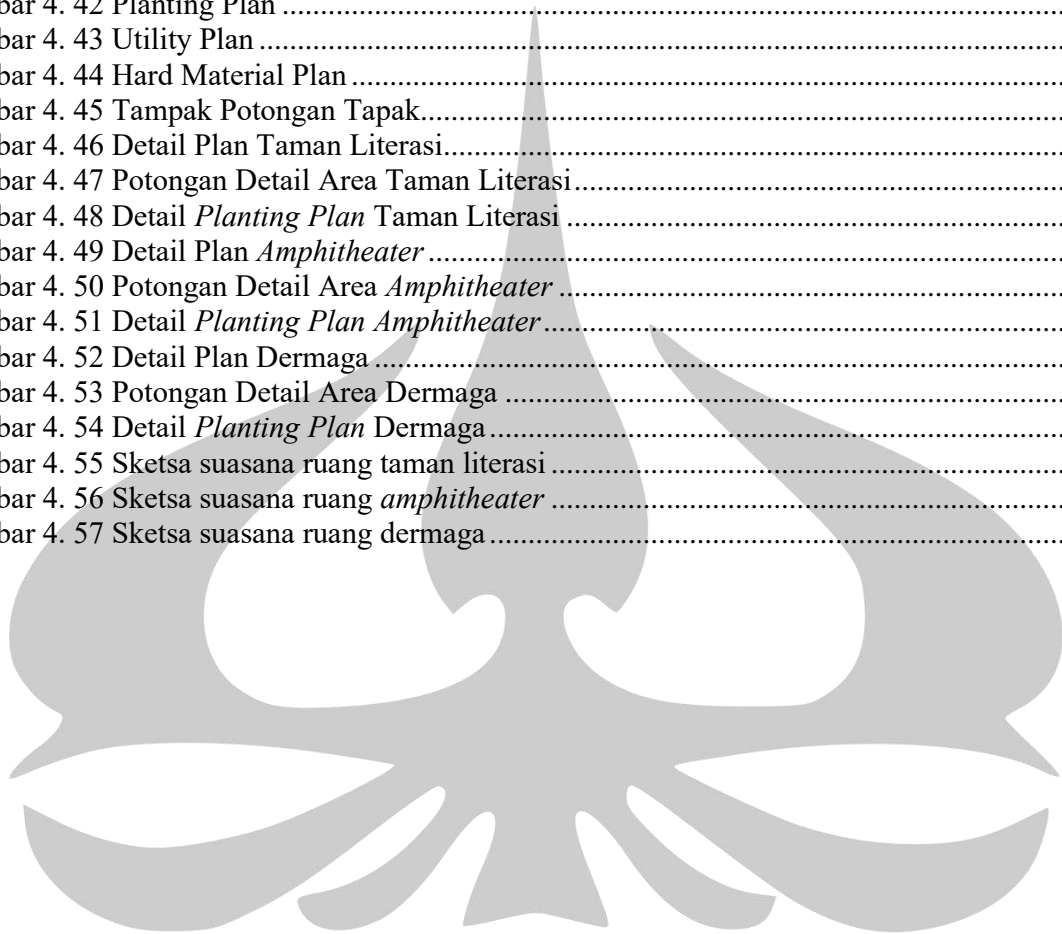 bar 4. 42 Planting Plan ....................................................................................................
bar 4. 43 Utility Plan ....................................................................................................
bar 4. 44 Hard Material Plan ....................................................................................................
bar 4. 45 Tampak Potongan Tapak....................................................................................................
bar 4. 46 Detail Plan Taman Literasi....................................................................................................
bar 4. 47 Potongan Detail Area Taman Literasi....................................................................................................
bar 4. 48 Detail Planting Plan Taman Literasi ....................................................................................................
bar 4. 49 Detail Plan Amphitheater ....................................................................................................
bar 4. 50 Potongan Detail Area Amphitheater ....................................................................................................
bar 4. 51 Detail Planting Plan Amphitheater....................................................................................................
bar 4. 52 Detail Plan Dermaga ....................................................................................................
bar 4. 53 Potongan Detail Area Dermaga ....................................................................................................
bar 4. 54 Detail Planting Plan Dermaga....................................................................................................
bar 4. 55 Sketsa suasana ruang taman literasi ....................................................................................................
bar 4. 56 Sketsa suasana ruang amphitheater ....................................................................................................
bar 4. 57 Sketsa suasana ruang dermaga....................................................................................................